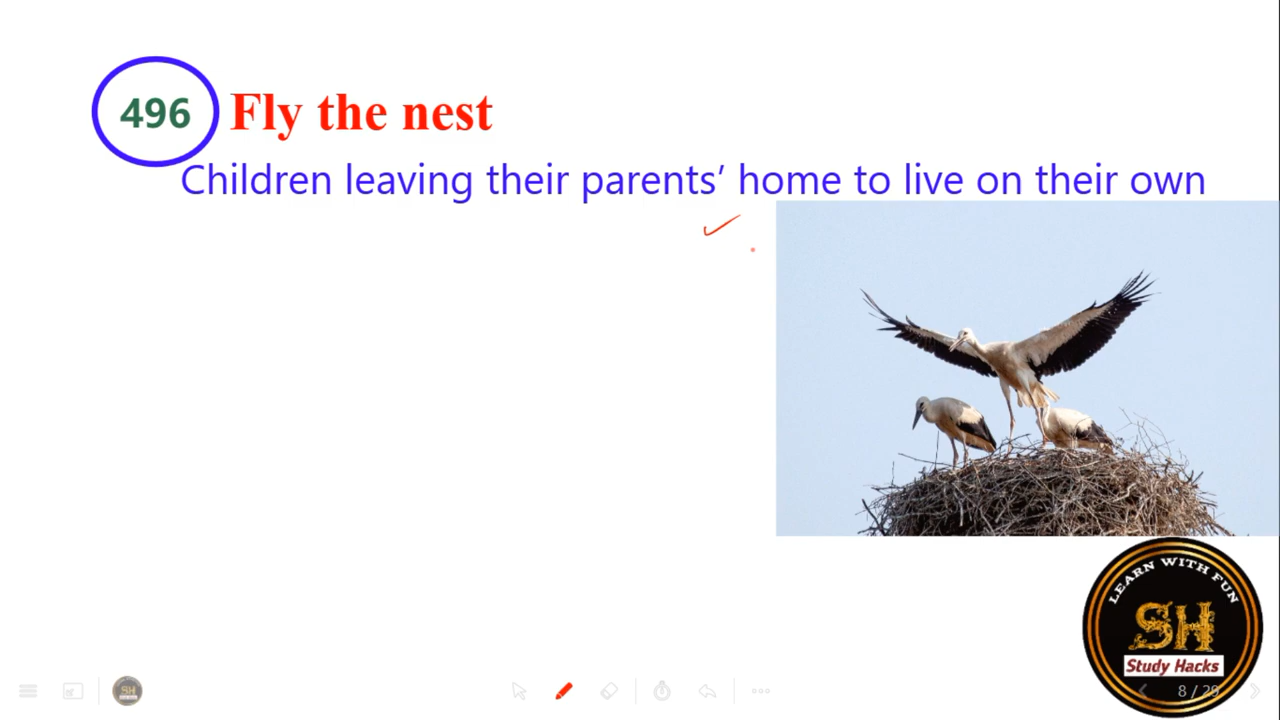 496 Fly the nest
Children leaving their parents’ home to live on their own
LEARN WITH FUN
SH
Study Hacks
SH
8 / 29